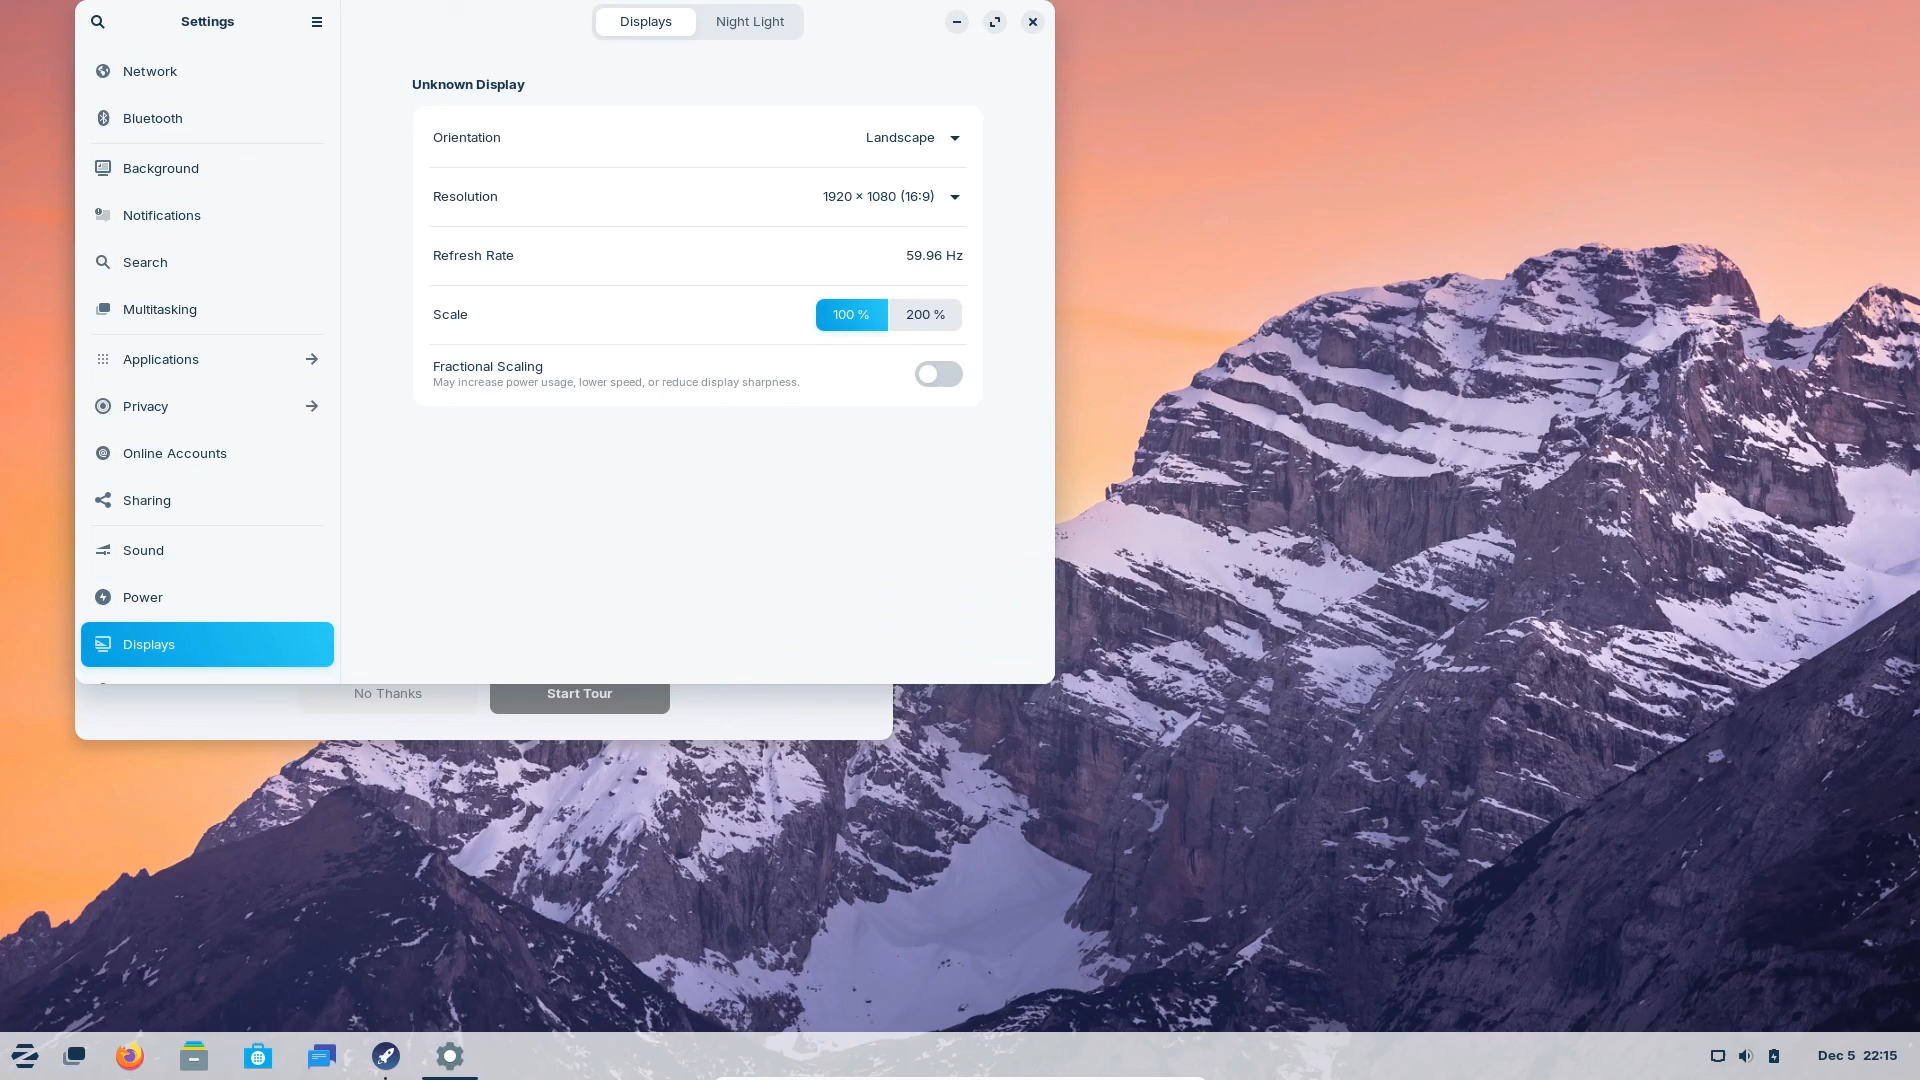 Settings
Displays
Night Light
Network
Bluetooth
Background
Notifications
Search
Multitasking
Applications
Privacy
Online Accounts
Sharing
Sound
Power
Displays
Unknown Display
Orientation
Landscape
Resolution
1920 × 1080 (16:9)
Refresh Rate
59.96 Hz
Scale
100 %
200 %
Fractional Scaling
May increase power usage, lower speed, or reduce display sharpness.
No Thanks
Start Tour
Dec 5 22:15